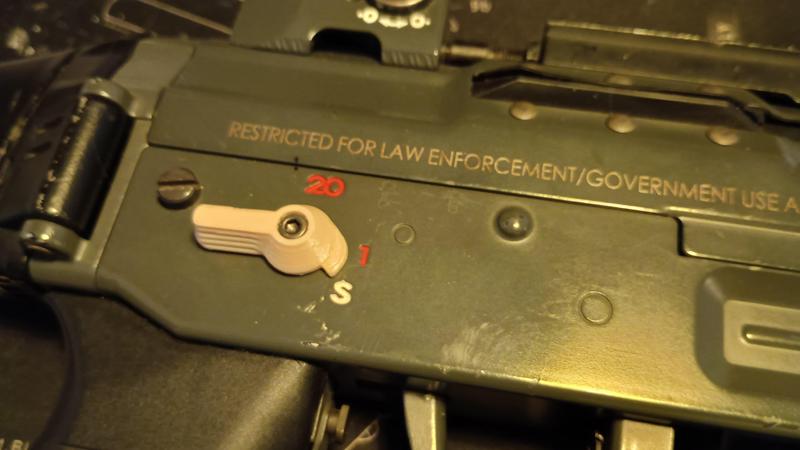 RESTRICTED FOR LAW ENFORCEMENT/GOVERNMENT USE
20
1
S